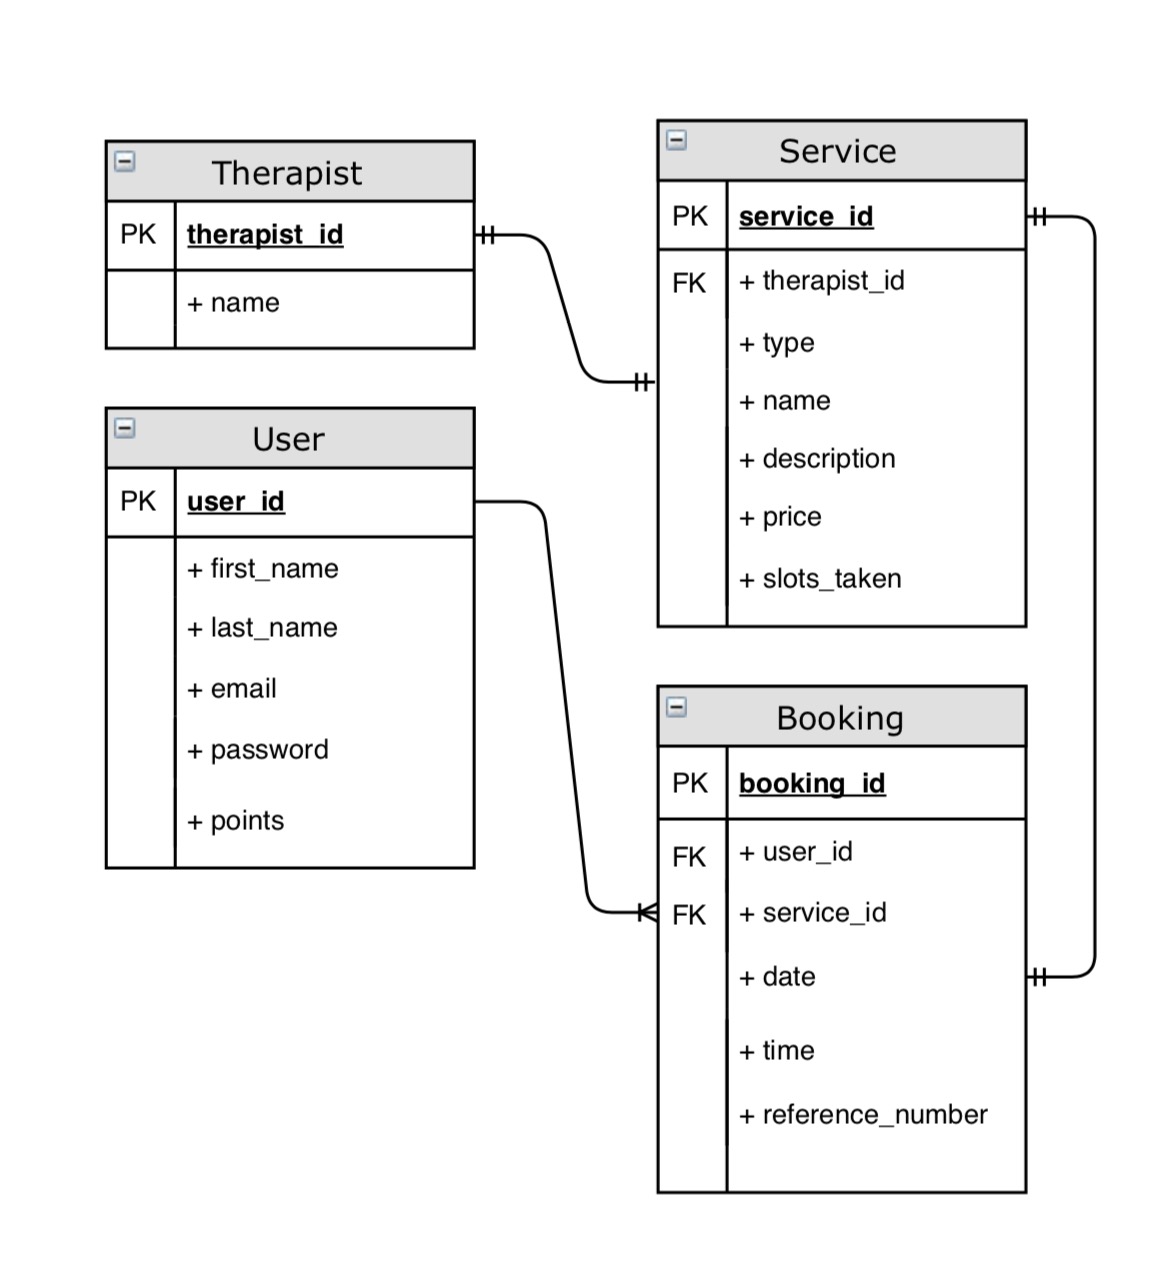 Therapist
PK therapist_id
+ name
User
PK user_id
+ first_name
+ last_name
+ email
+ password
+ points
Service
PK service_id
FK + therapist_id
+ type
+ name
+ description
+ price
+ slots_taken
Booking
PK booking_id
FK + user_id
FK + service_id
+ date
+ time
+ reference_number